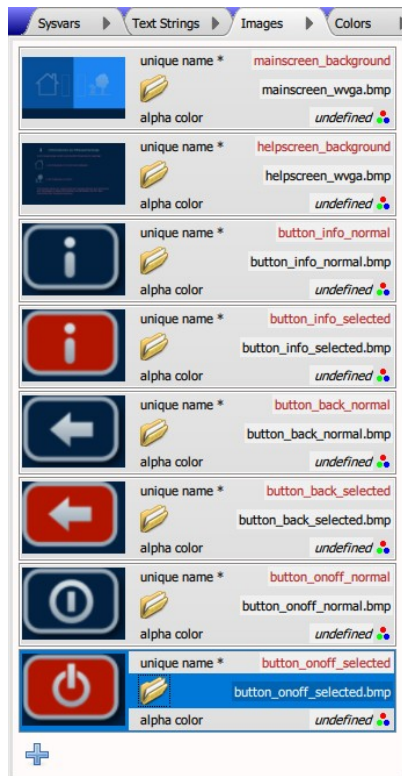 Sysvars Text Strings Images Colors
unique name * mainscreen_background
mainscreen_wvga.bmp
alpha color undefined
unique name * helpscreen_background
helpscreen_wvga.bmp
alpha color undefined
unique name * button_info_normal
button_info_normal.bmp
alpha color undefined
unique name * button_info_selected
button_info_selected.bmp
alpha color undefined
unique name * button_back_normal
button_back_normal.bmp
alpha color undefined
unique name * button_back_selected
button_back_selected.bmp
alpha color undefined
unique name * button_onoff_normal
button_onoff_normal.bmp
alpha color undefined
unique name * button_onoff_selected
button_onoff_selected.bmp
alpha color undefined